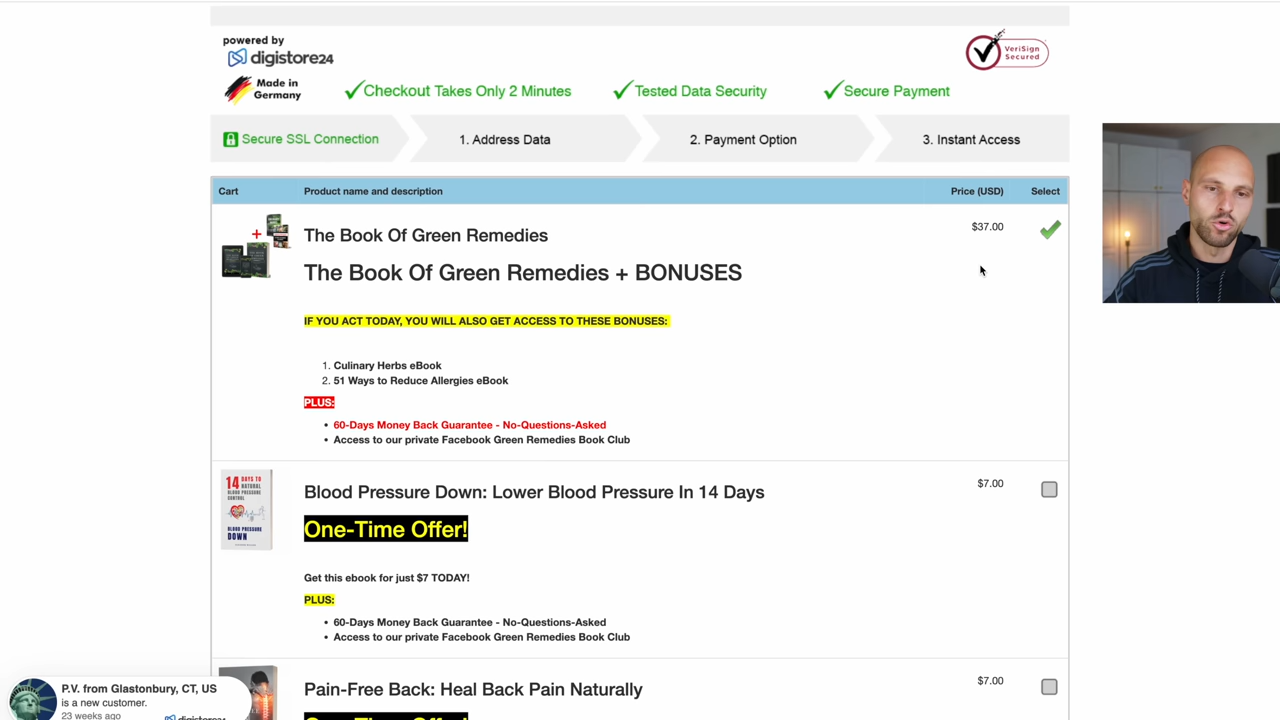 powered by
digistore24
VeriSign
Secured
Made in
Germany
Checkout Takes Only 2 Minutes
Tested Data Security
Secure Payment
Secure SSL Connection
1. Address Data
2. Payment Option
3. Instant Access
Cart
Product name and description
Price (USD)
Select
The Book Of Green Remedies
$37.00
The Book Of Green Remedies + BONUSES
IF YOU ACT TODAY, YOU WILL ALSO GET ACCESS TO THESE BONUSES:
1. Culinary Herbs eBook
2. 51 Ways to Reduce Allergies eBook
PLUS:
• 60-Days Money Back Guarantee - No-Questions-Asked
• Access to our private Facebook Green Remedies Book Club
14 DAYS TO
NATURAL
BLOOD PRESSURE
CONTROL
BLOOD PRESSURE
DOWN
Blood Pressure Down: Lower Blood Pressure In 14 Days
$7.00
One-Time Offer!
Get this ebook for just $7 TODAY!
PLUS:
• 60-Days Money Back Guarantee - No-Questions-Asked
• Access to our private Facebook Green Remedies Book Club
Pain-Free Back: Heal Back Pain Naturally
$7.00
One-Time Offer!
P.V. from Glastonbury, CT, US
is a new customer.
23 weeks ago
digistore24